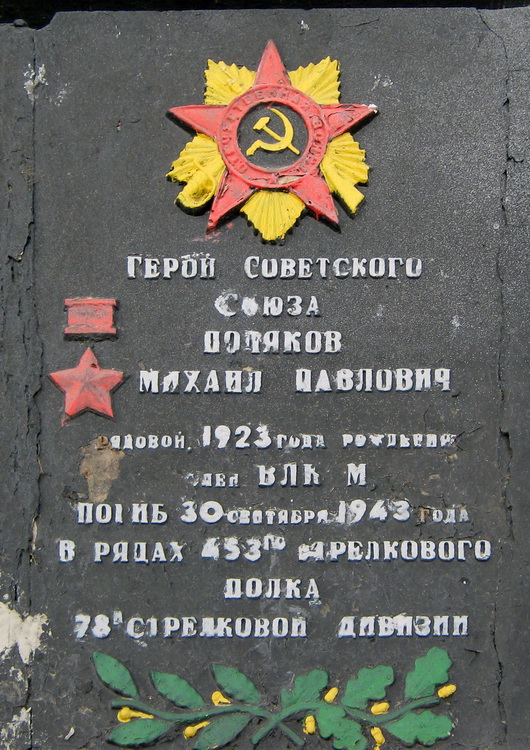 ГЕРОЙ СОВЕТСКОГО
СОЮЗА
ПОЛЯКОВ
МИХАИЛ ПАВЛОВИЧ
РЯДОВОЙ, 1923 ГОДА РОЖДЕНИЯ
ВЛК М
ПОГИБ 30 СЕНТЯБРЯ 1943 ГОДА
В РЯДАХ 453ГО СТРЕЛКОВОГО
ПОЛКА
78Й СТРЕЛКОВОЙ ДИВИЗИИ